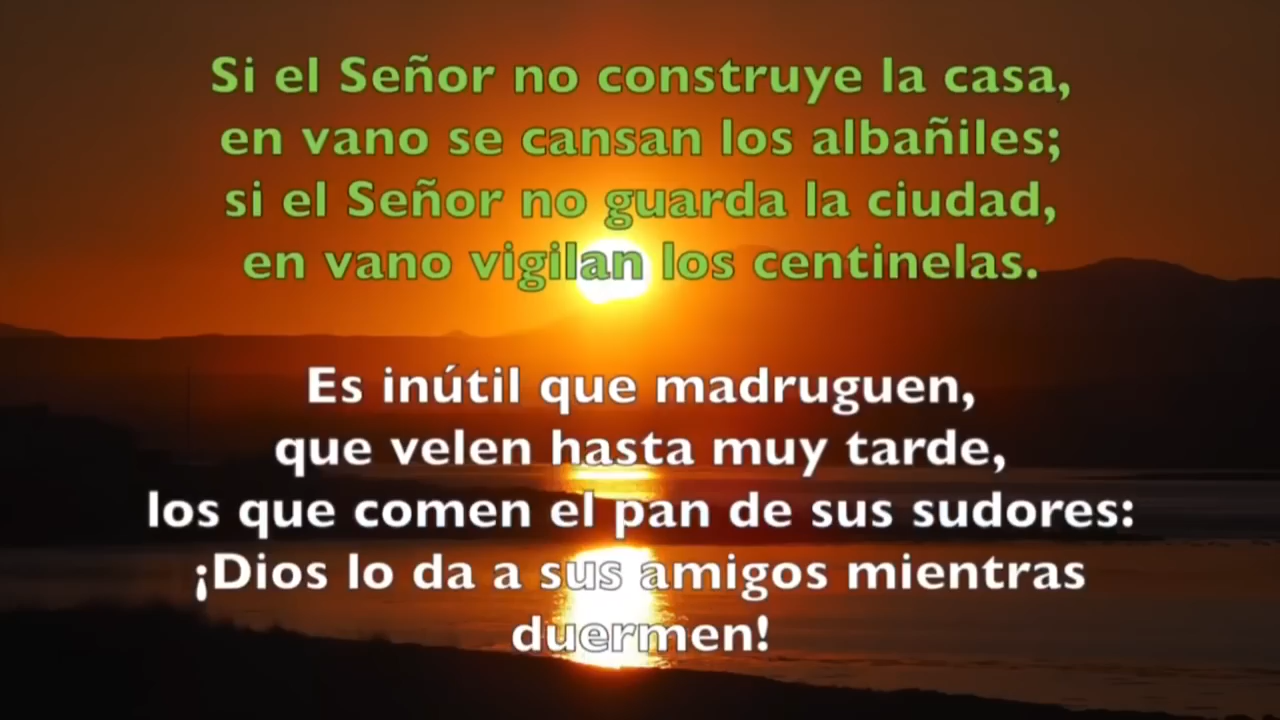 Si el Señor no construye la casa,
en vano se cansan los albañiles;
si el Señor no guarda la ciudad,
en vano vigilan los centinelas.
Es inútil que madruguen,
que velen hasta muy tarde,
los que comen el pan de sus sudores:
¡Dios lo da a sus amigos mientras
duermen!